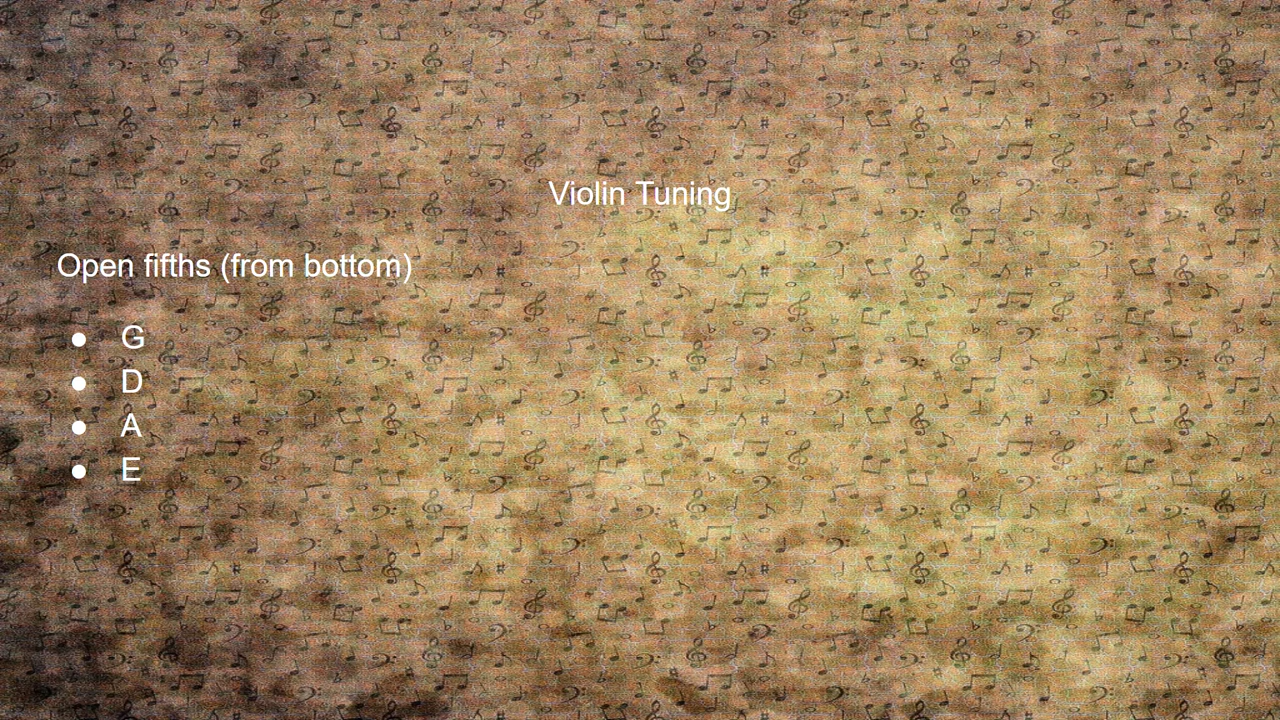 Violin Tuning
Open fifths (from bottom)
● G
● D
● A
● E